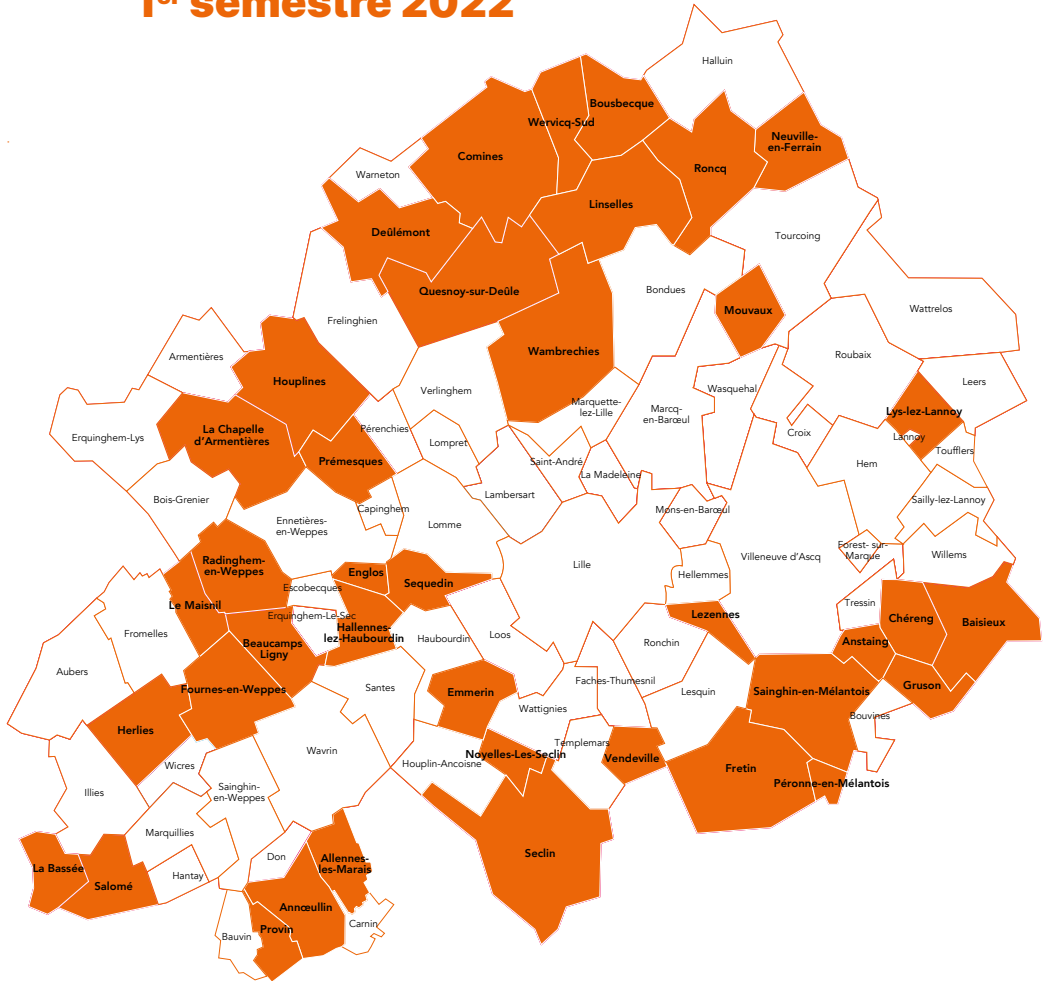 1er semestre 2022
Halluin
Bousbecque
Wervicq-Sud
Neuville-
en-Ferrain
Comines
Roncq
Warneton
Linselles
Deûlémont
Tourcoing
Quesnoy-sur-Deûle
Bondues
Mouvaux
Wattrelos
Frelinghien
Wambrechies
Roubaix
Armentières
Houplines
Leers
Verlinghem
Wasquehal
Marquette-
lez-Lille
Marcq-
en-Barœul
Lys-lez-Lannoy
La Chapelle
d'Armentières
Pérenchies
Croix
Erquinghem-Lys
Lannoy
Lompret
Toufflers
Prémesques
Saint-André
Hem
La Madeleine
Bois-Grenier
Lambersart
Sailly-lez-Lannoy
Capinghem
Mons-en-Barœul
Ennetières-
en-Weppes
Lomme
Forest- sur-
Marque
Villeneuve d'Ascq
Willems
Radinghem-
en-Weppes
Lille
Englos
Hellemmes
Sequedin
Escobecques
Le Maisnil
Tressin
Erquinghem-Le-Sec
Lezennes
Chéreng
Baisieux
Fromelles
Hallennes-
lez-Haubourdin
Haubourdin
Loos
Beaucamps
Ligny
Ronchin
Anstaing
Aubers
Santes
Faches-Thumesnil
Gruson
Fournes-en-Weppes
Emmerin
Lesquin
Sainghin-en-Mélantois
Wattignies
Bouvines
Herlies
Templemars
Wavrin
Noyelles-Les-Seclin
Vendeville
Wicres
Houplin-Ancoisne
Fretin
Péronne-en-Mélantois
Illies
Sainghin-
en-Weppes
Marquillies
Seclin
Don
Allennes-
les-Marais
La Bassée
Salomé
Hantay
Annœullin
Carnin
Provin
Bauvin